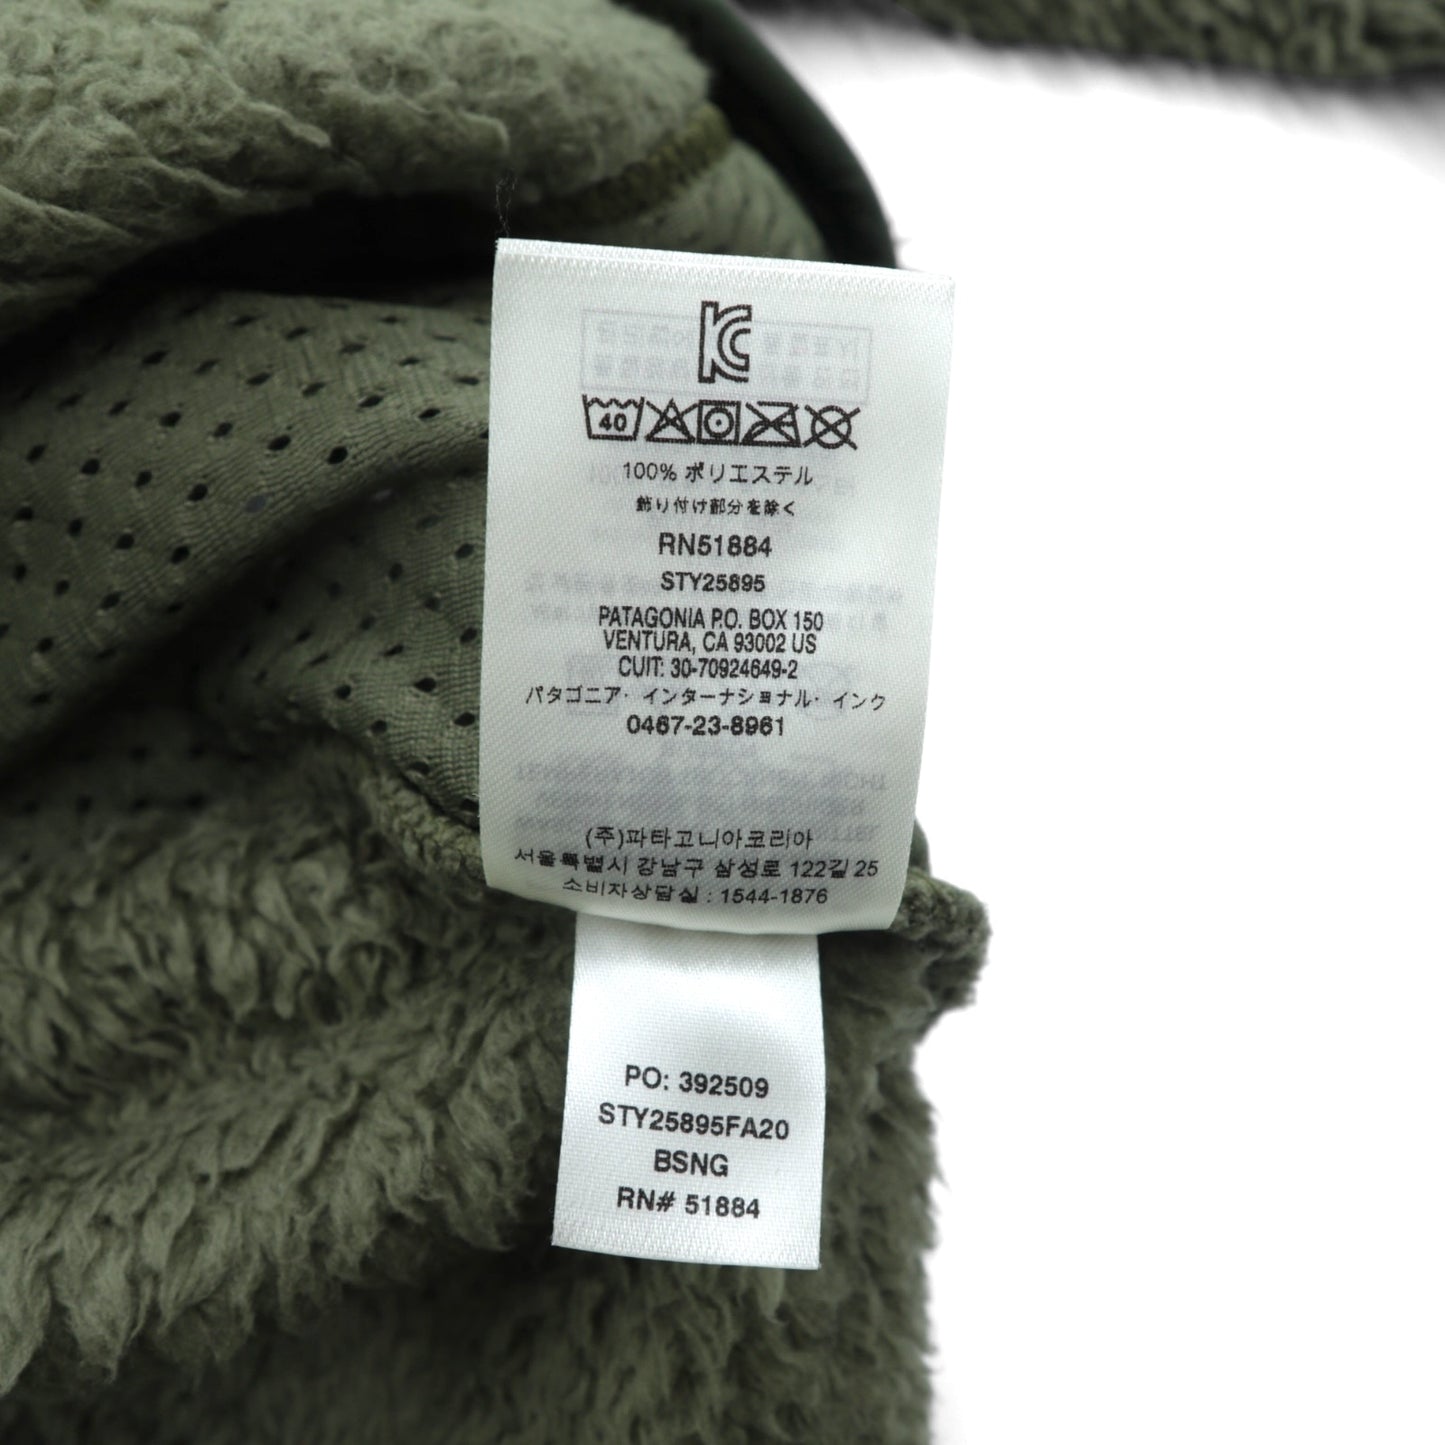 KC
40
100% ポリエステル
飾り付け部分を除く
RN51884
STY25895
PATAGONIA P.O. BOX 150
VENTURA, CA 93002 US
CUIT: 30-70924649-2
パタゴニア・インターナショナル・インク
0467-23-8961
(주)파타고니아코리아
서울특별시 강남구 삼성로 122길 25
소비자상담실 : 1544-1876
PO: 392509
STY25895FA20
BSNG
RN# 51884